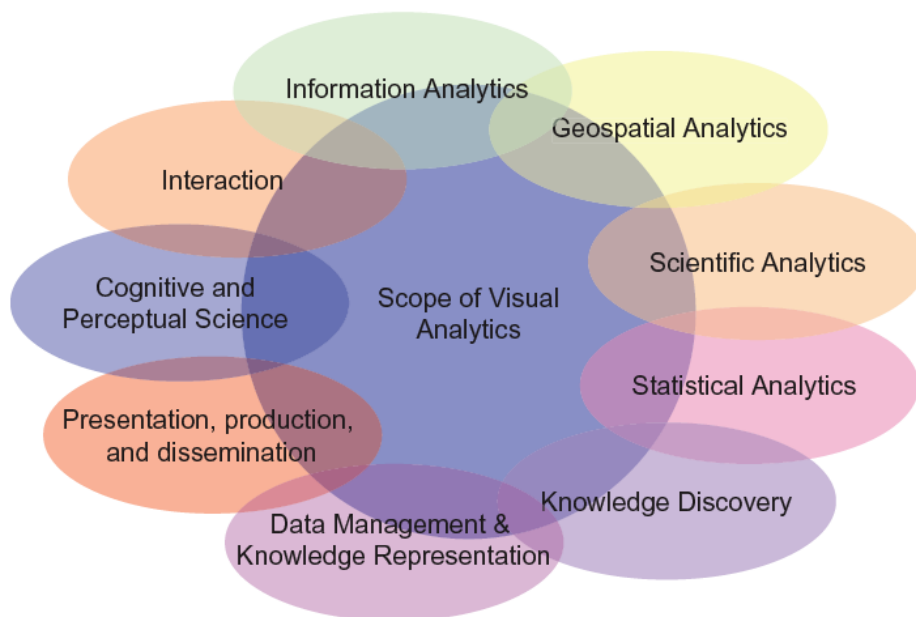 Information Analytics
Geospatial Analytics
Interaction
Scientific Analytics
Cognitive and
Perceptual Science
Scope of Visual
Analytics
Statistical Analytics
Presentation, production,
and dissemination
Knowledge Discovery
Data Management &
Knowledge Representation